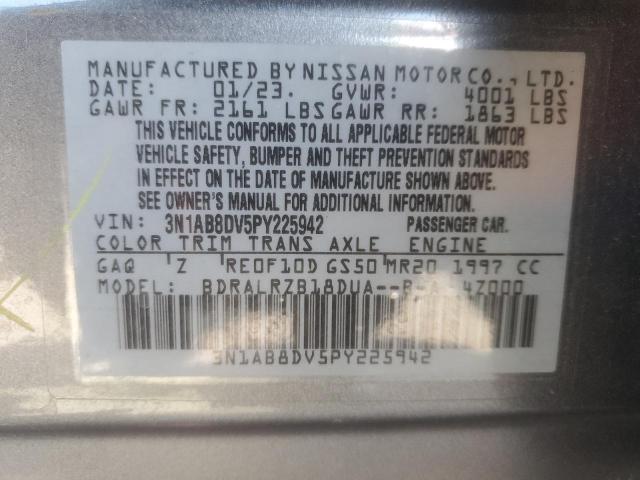 MANUFACTURED BY NISSAN MOTOR CO., LTD.
DATE: 01/23. GVWR: 4001 LBS
GAWR FR: 2161 LBS GAWR RR: 1863 LBS
THIS VEHICLE CONFORMS TO ALL APPLICABLE FEDERAL MOTOR
VEHICLE SAFETY, BUMPER AND THEFT PREVENTION STANDARDS
IN EFFECT ON THE DATE OF MANUFACTURE SHOWN ABOVE.
SEE OWNER'S MANUAL FOR ADDITIONAL INFORMATION.
VIN: 3N1AB8DV5PY225942 PASSENGER CAR.
COLOR TRIM TRANS AXLE ENGINE
GAQ Z RE0F10D GS50 MR20 1997 CC
MODEL:
3N1AB8DV5PY225942